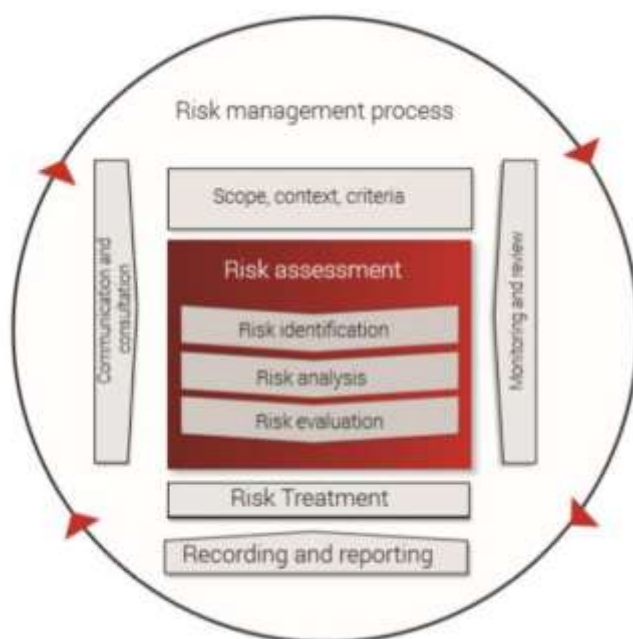 Risk management process
Scope, context, criteria
Communication and
consultation
Risk assessment
Risk identification
Risk analysis
Risk evaluation
Monitoring and review
Risk Treatment
Recording and reporting